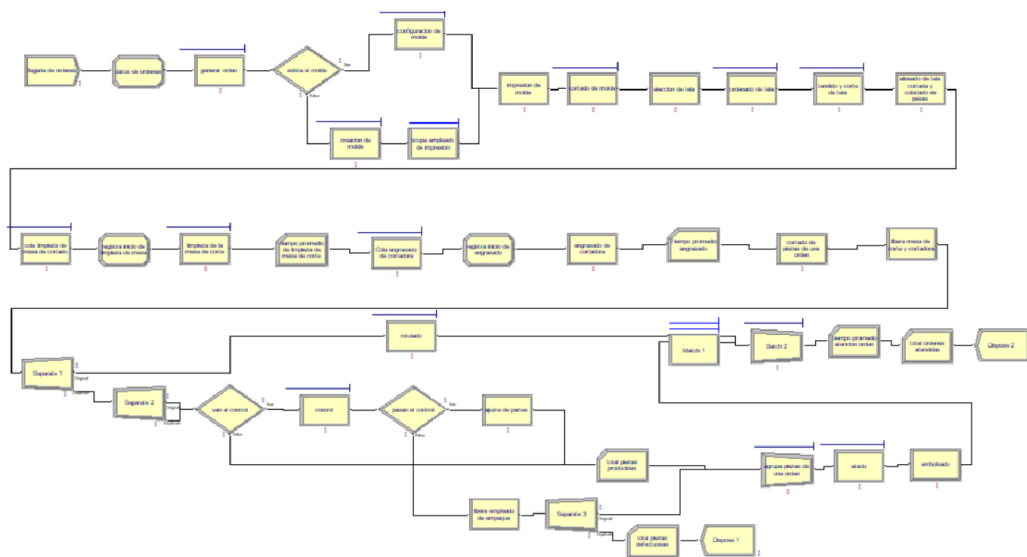 llegada de ordenes
datos de ordenes
generar orden
existe el molde
True
False
configuracion de
molde
creacion de
molde
ocupa empleado
de impresion
impresion de
molde
cortado de molde
eleccion de tela
ordenado de tela
tendido y corte
de tela
alineado de tela
cortada y
colocado de
pesas
cola limpieza de
mesa de cortado
registra inicio de
limpieza de mesa
limpieza de la
mesa de corte
tiempo promedio
de limpieza de
mesa de corte
Cola engrasado
de cortadora
registra inicio de
engrasado
engrasado de
cortadora
tiempo promedio
engrasado
cortado de
piezas de una
orden
libera mesa de
corte y cortadora
Separate 1
Original
Duplicate
rotulado
Match 1
Batch 2
tiempo promedio
atencion orden
total ordenes
atendidas
Dispose 2
Separate 2
Original
Duplicate
van al control
True
False
control
pasan el control
True
False
ajuste de partes
total piezas
producidas
agrupa piezas de
una orden
atado
embolsado
libera empleado
de empaque
Separate 3
Original
Duplicate
total piezas
defectuosas
Dispose 1